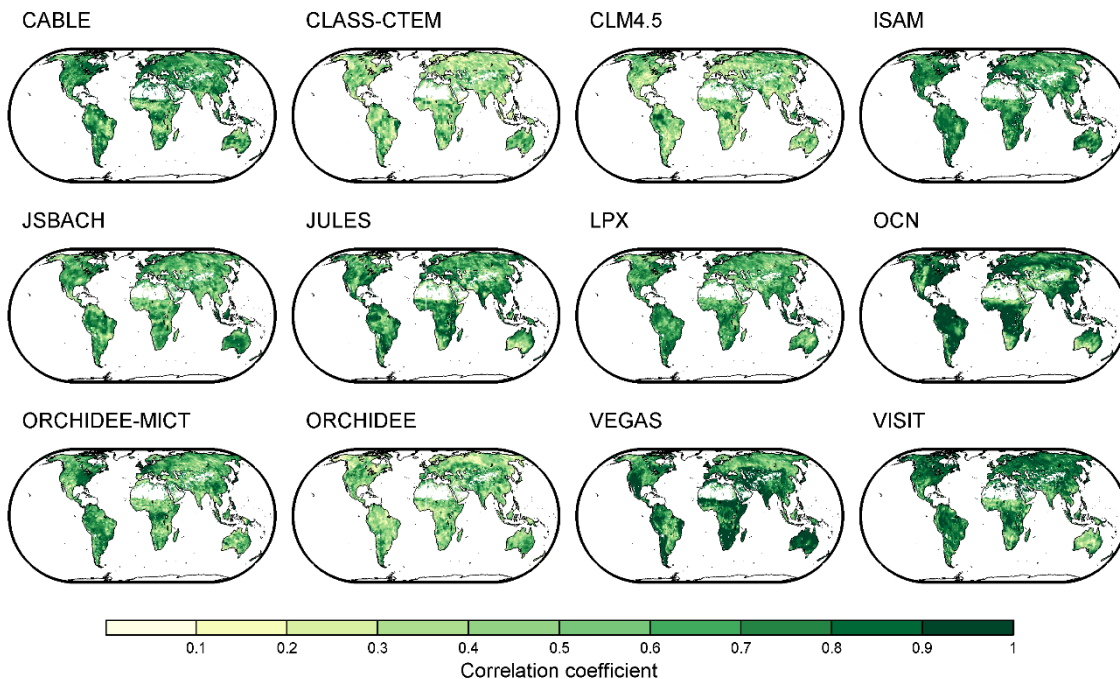 CABLE CLASS-CTEM CLM4.5 ISAM
JSBACH JULES LPX OCN
ORCHIDEE-MICT ORCHIDEE VEGAS VISIT
0.1 0.2 0.3 0.4 0.5 0.6 0.7 0.8 0.9 1
Correlation coefficient